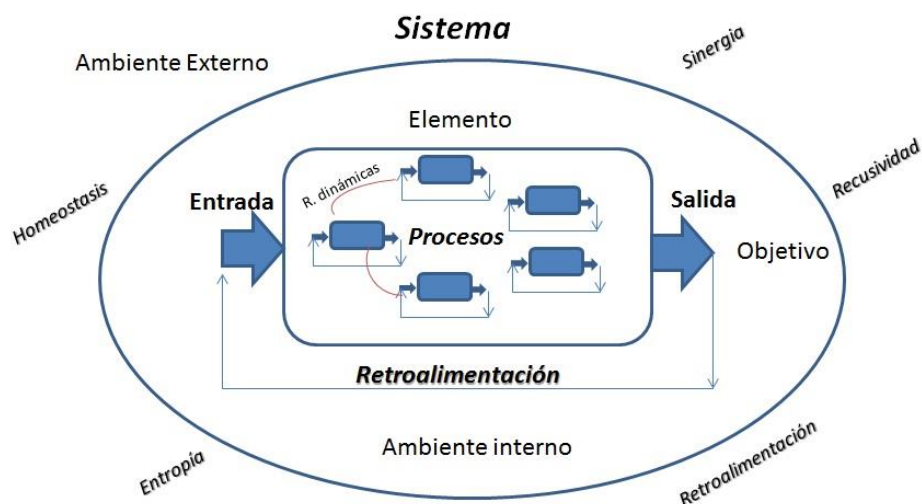 Sistema
Ambiente Externo
Sinergia
Elemento
R. dinámicas
Recusividad
Homeostasis
Entrada
Salida
Procesos
Objetivo
Retroalimentación
Ambiente interno
Entropía
Retroalimentación